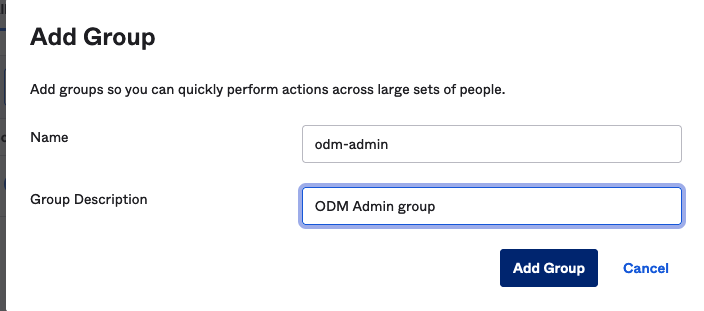 Add Group
Add groups so you can quickly perform actions across large sets of people.
Name
odm-admin
Group Description
ODM Admin group
Add Group
Cancel